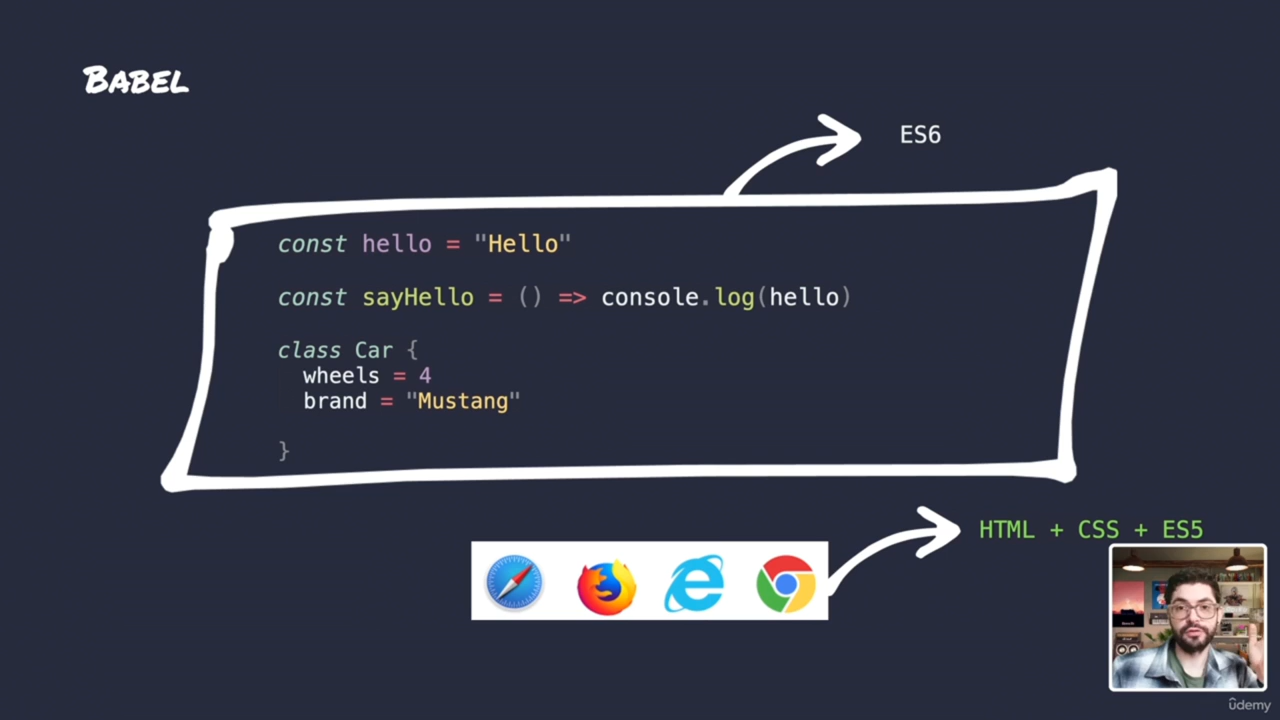 BABEL
ES6
const hello = "Hello"
const sayHello = () => console.log(hello)
class Car {
wheels = 4
brand = "Mustang"
}
HTML + CSS + ES5
ûdemy